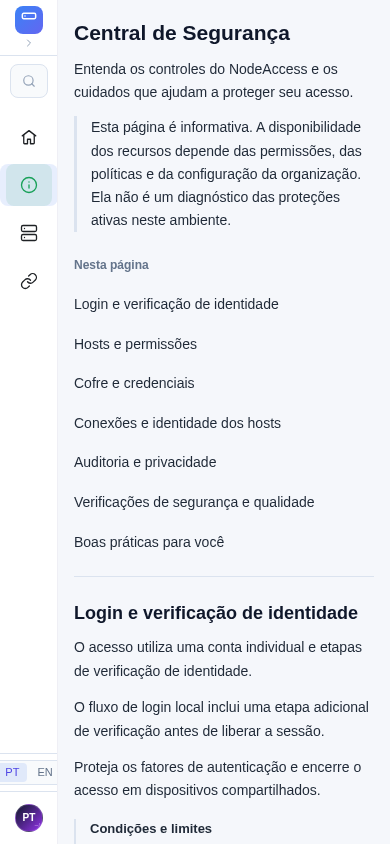 Central de Segurança
Entenda os controles do NodeAccess e os
cuidados que ajudam a proteger seu acesso.
Esta página é informativa. A disponibilidade
dos recursos depende das permissões, das
políticas e da configuração da organização.
Ela não é um diagnóstico das proteções
ativas neste ambiente.
Nesta página
Login e verificação de identidade
Hosts e permissões
Cofre e credenciais
Conexões e identidade dos hosts
Auditoria e privacidade
Verificações de segurança e qualidade
Boas práticas para você
Login e verificação de identidade
O acesso utiliza uma conta individual e etapas
de verificação de identidade.
O fluxo de login local inclui uma etapa adicional
de verificação antes de liberar a sessão.
Proteja os fatores de autenticação e encerre o
acesso em dispositivos compartilhados.
Condições e limites
PT EN
PT